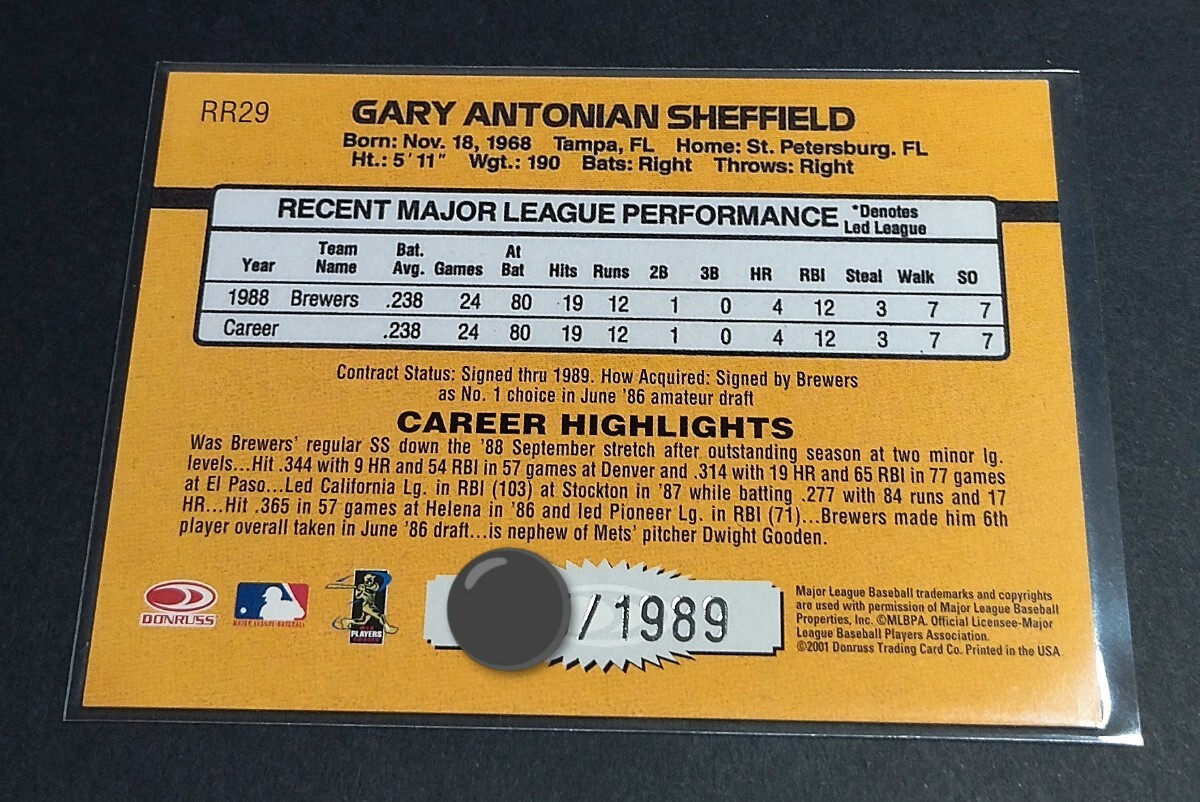 RR29
GARY ANTONIAN SHEFFIELD
Born: Nov. 18, 1968 Tampa, FL Home: St. Petersburg. FL
Ht.: 5'11" Wgt.: 190 Bats: Right Throws: Right
RECENT MAJOR LEAGUE PERFORMANCE *Denotes Led League
Year Team Name Bat. Avg. Games At Bat Hits Runs 2B 3B HR RBI Steal Walk SO
1988 Brewers .238 24 80 19 12 1 0 4 12 3 7 7
Career .238 24 80 19 12 1 0 4 12 3 7 7
Contract Status: Signed thru 1989. How Acquired: Signed by Brewers
as No. 1 choice in June '86 amateur draft
CAREER HIGHLIGHTS
Was Brewers' regular SS down the '88 September stretch after outstanding season at two minor lg.
levels...Hit .344 with 9 HR and 54 RBI in 57 games at Denver and .314 with 19 HR and 65 RBI in 77 games
at El Paso...Led California Lg. in RBI (103) at Stockton in '87 while batting .277 with 84 runs and 17
HR...Hit .365 in 57 games at Helena in '86 and led Pioneer Lg. in RBI (71)...Brewers made him 6th
player overall taken in June '86 draft...is nephew of Mets' pitcher Dwight Gooden.
DONRUSS
MAJOR LEAGUE BASEBALL
PLAYERS
CHOICE
/1989
Major League Baseball trademarks and copyrights
are used with permission of Major League Baseball
Properties, Inc. ©MLBPA. Official Licensee-Major
League Baseball Players Association.
©2001 Donruss Trading Card Co. Printed in the USA